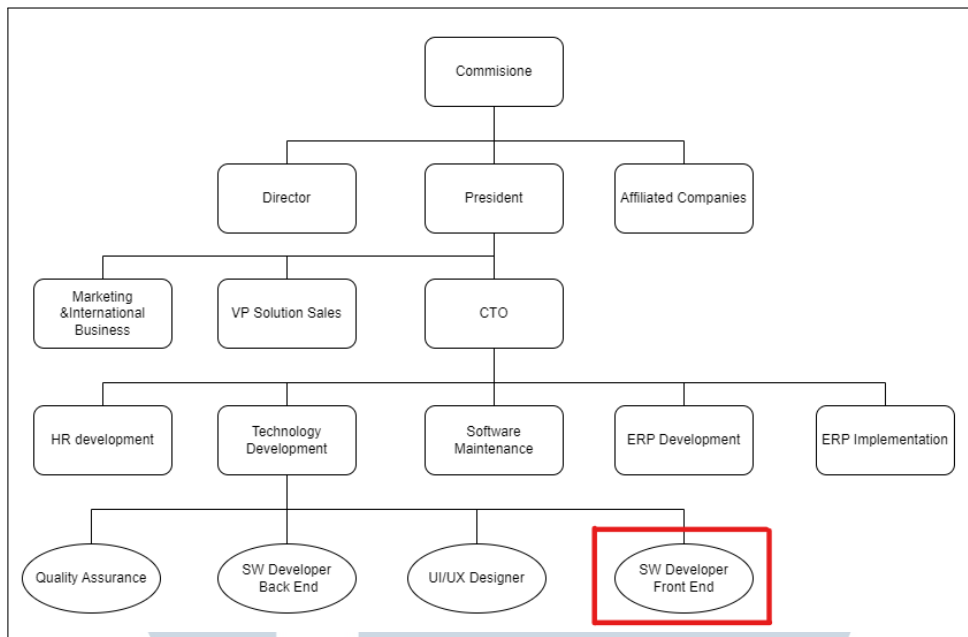 Commisione
Director
President
Affiliated Companies
Marketing
&International
Business
VP Solution Sales
CTO
HR development
Technology
Development
Software
Maintenance
ERP Development
ERP Implementation
Quality Assurance
SW Developer
Back End
UI/UX Designer
SW Developer
Front End